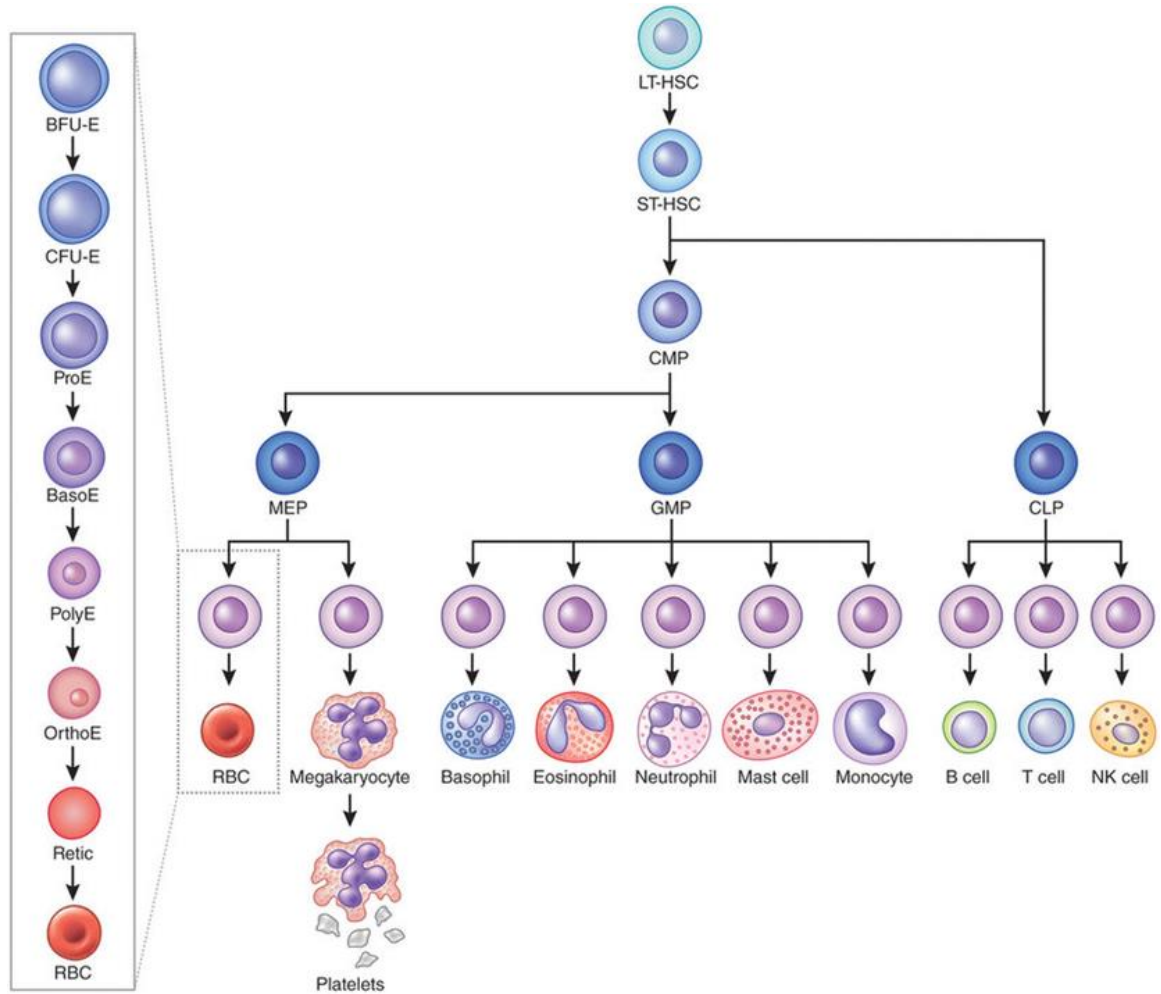 BFU-E
CFU-E
ProE
BasoE
PolyE
OrthoE
Retic
RBC
LT-HSC
ST-HSC
CMP
MEP
GMP
CLP
RBC
Megakaryocyte
Basophil
Eosinophil
Neutrophil
Mast cell
Monocyte
B cell
T cell
NK cell
Platelets